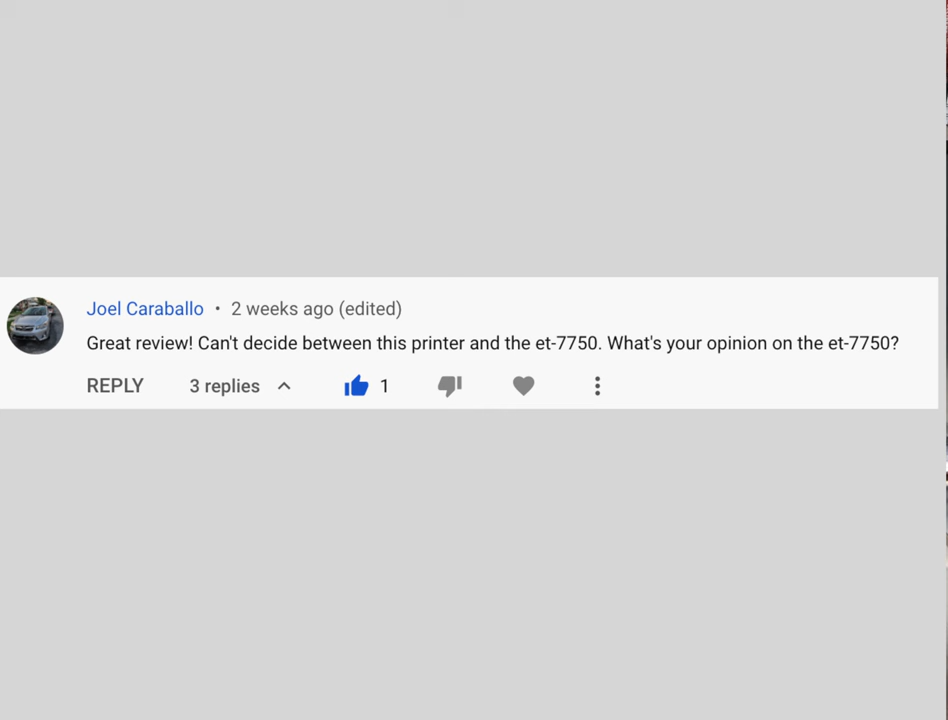 Joel Caraballo • 2 weeks ago (edited)
Great review! Can't decide between this printer and the et-7750. What's your opinion on the et-7750?
REPLY 3 replies 1